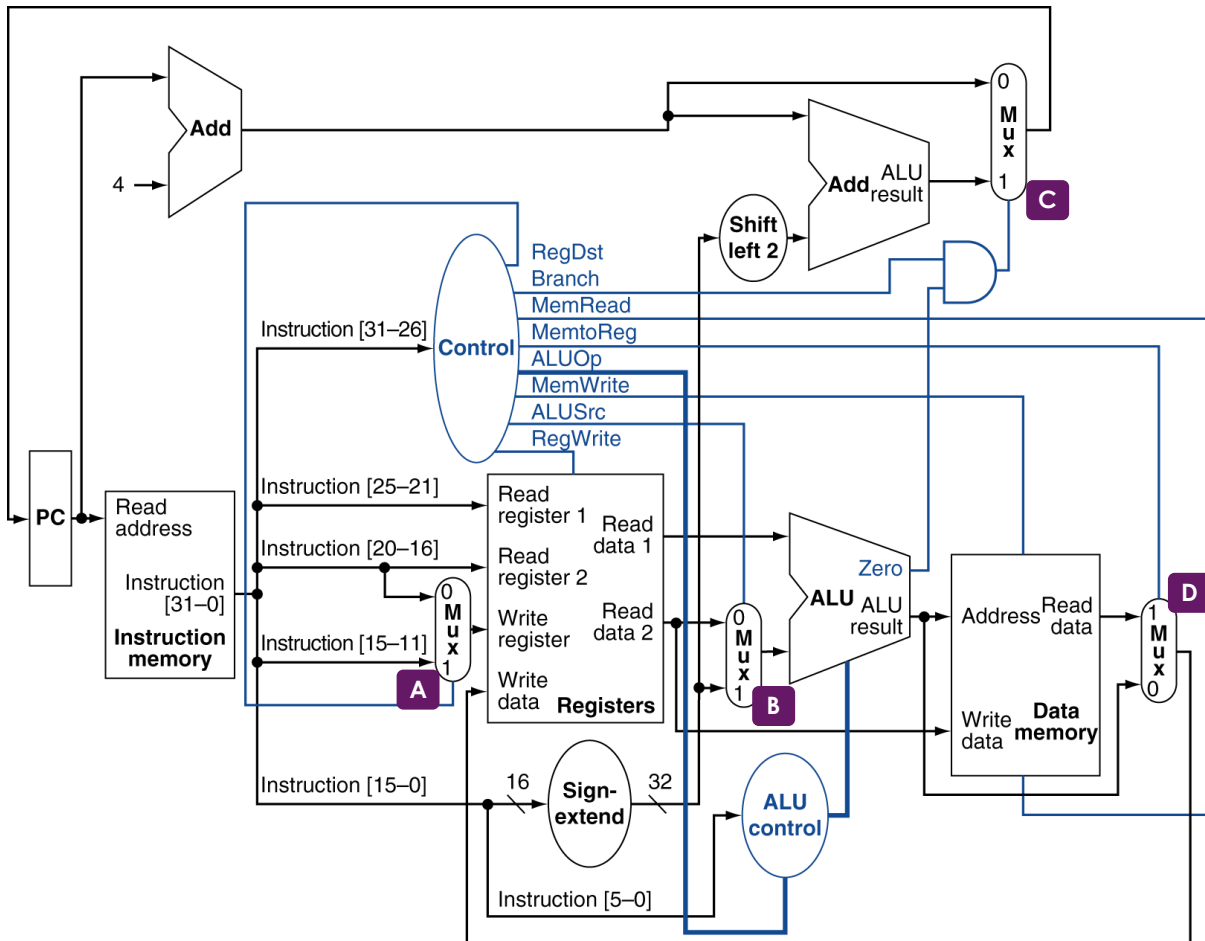 Add
4
0
Mux
1
C
Add
ALU
result
Shift
left 2
RegDst
Branch
MemRead
MemtoReg
ALUOp
MemWrite
ALUSrc
RegWrite
Control
Instruction [31–26]
PC
Read
address
Instruction
[31–0]
Instruction
memory
Instruction [25–21]
Instruction [20–16]
Instruction [15–11]
0
Mux
1
A
Read
register 1
Read
register 2
Write
register
Write
data
Read
data 1
Read
data 2
Registers
0
Mux
1
B
Zero
ALU
ALU
result
Address
Read
data
Write
data
Data
memory
D
1
Mux
0
Instruction [15–0]
16
Sign-
extend
32
ALU
control
Instruction [5–0]